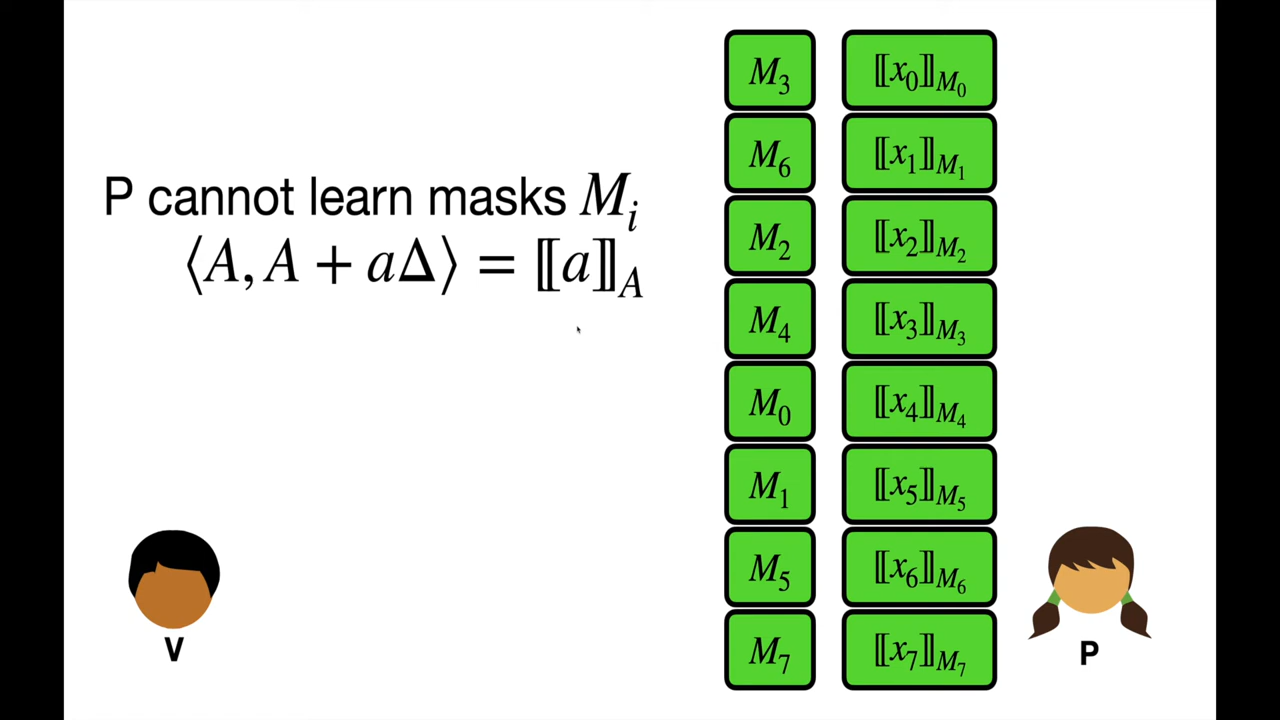 P cannot learn masks Mᵢ
⟨A, A + aΔ⟩ = ⟦a⟧_A
M₃ ⟦x₀⟧_M₀
M₆ ⟦x₁⟧_M₁
M₂ ⟦x₂⟧_M₂
M₄ ⟦x₃⟧_M₃
M₀ ⟦x₄⟧_M₄
M₁ ⟦x₅⟧_M₅
M₅ ⟦x₆⟧_M₆
M₇ ⟦x₇⟧_M₇
V
P